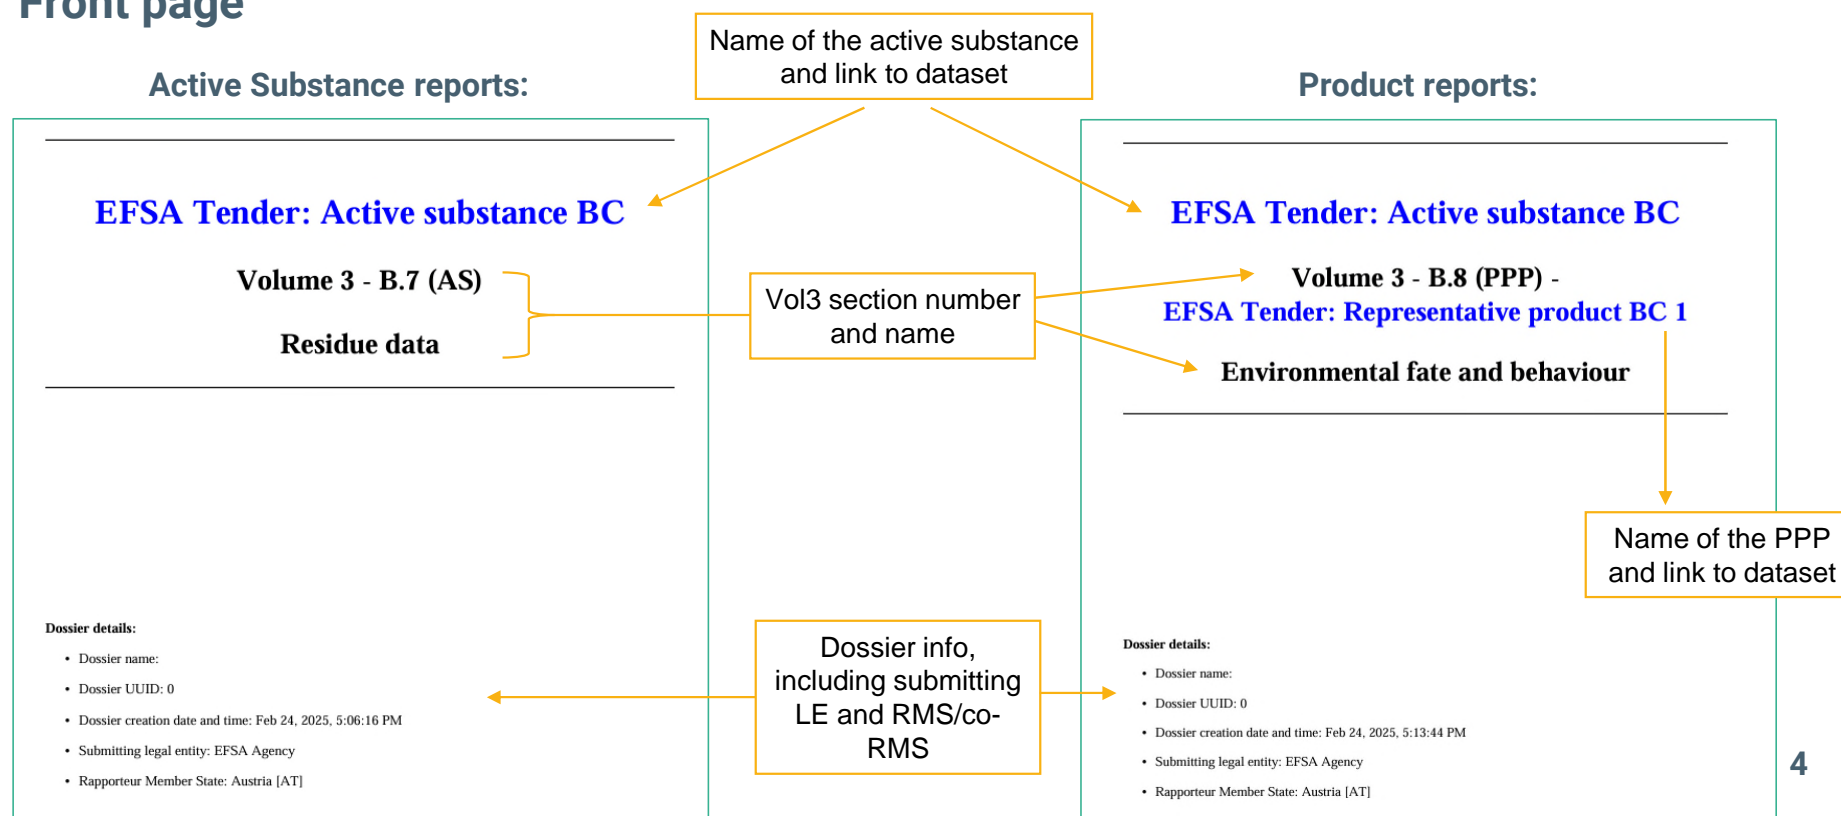 Front page
Name of the active substance
and link to dataset
Active Substance reports:
Product reports:
EFSA Tender: Active substance BC
Volume 3 - B.7 (AS)
Residue data
Vol3 section number
and name
EFSA Tender: Active substance BC
Volume 3 - B.8 (PPP) -
EFSA Tender: Representative product BC 1
Environmental fate and behaviour
Name of the PPP
and link to dataset
Dossier details:
• Dossier name:
• Dossier UUID: 0
• Dossier creation date and time: Feb 24, 2025, 5:06:16 PM
• Submitting legal entity: EFSA Agency
• Rapporteur Member State: Austria [AT]
Dossier info,
including submitting
LE and RMS/co-
RMS
Dossier details:
• Dossier name:
• Dossier UUID: 0
• Dossier creation date and time: Feb 24, 2025, 5:13:44 PM
• Submitting legal entity: EFSA Agency
• Rapporteur Member State: Austria [AT]
4